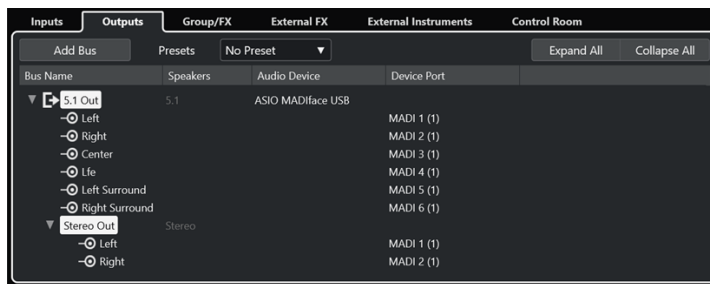 Inputs Outputs Group/FX External FX External Instruments Control Room
Add Bus Presets No Preset Expand All Collapse All
Bus Name Speakers Audio Device Device Port
5.1 Out 5.1 ASIO MADIface USB
Left MADI 1 (1)
Right MADI 2 (1)
Center MADI 3 (1)
Lfe MADI 4 (1)
Left Surround MADI 5 (1)
Right Surround MADI 6 (1)
Stereo Out Stereo
Left MADI 1 (1)
Right MADI 2 (1)